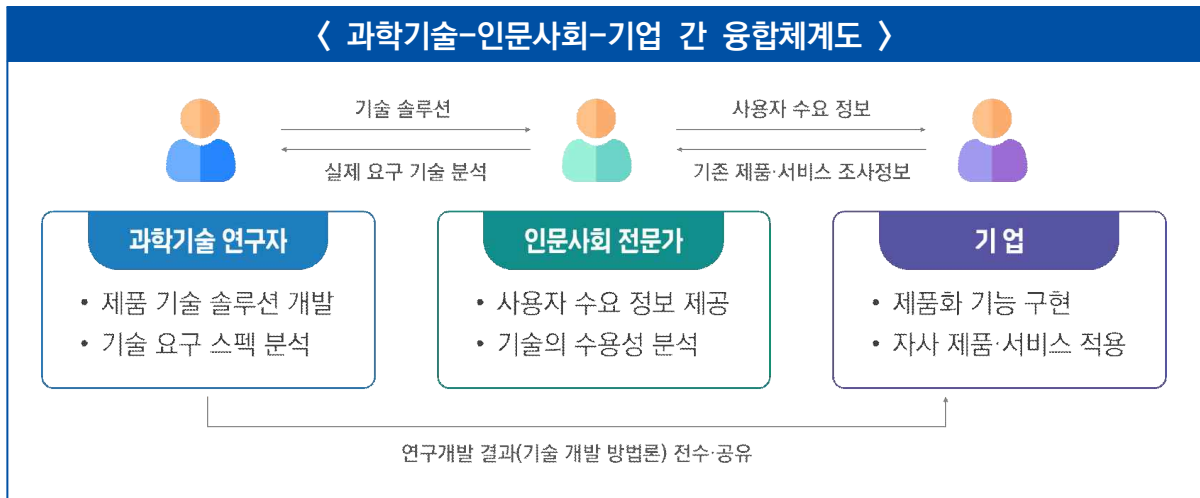 〈 과학기술-인문사회-기업 간 융합체계도 〉
기술 솔루션
실제 요구 기술 분석
사용자 수요 정보
기존 제품·서비스 조사정보
과학기술 연구자
• 제품 기술 솔루션 개발
• 기술 요구 스펙 분석
인문사회 전문가
• 사용자 수요 정보 제공
• 기술의 수용성 분석
기 업
• 제품화 기능 구현
• 자사 제품·서비스 적용
연구개발 결과(기술 개발 방법론) 전수·공유